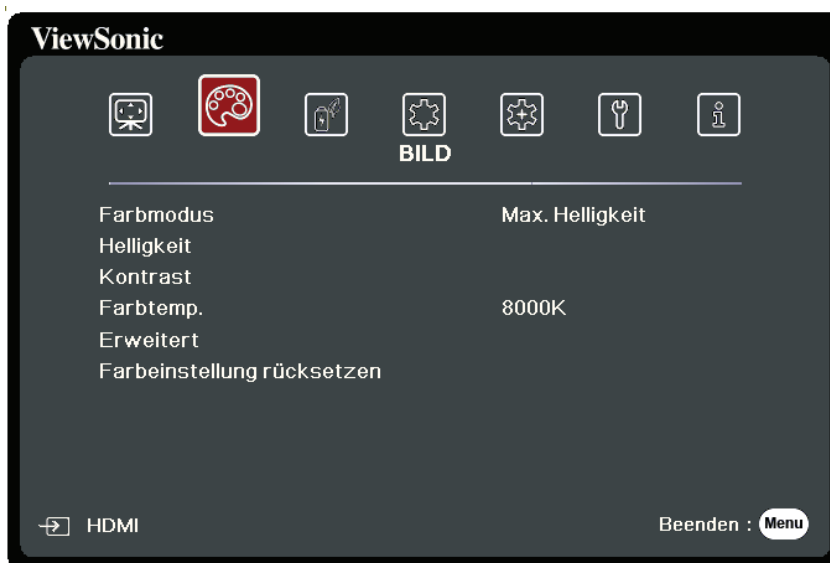 ViewSonic
BILD
Farbmodus Max. Helligkeit
Helligkeit
Kontrast
Farbtemp. 8000K
Erweitert
Farbeinstellung rücksetzen
HDMI Beenden : Menu